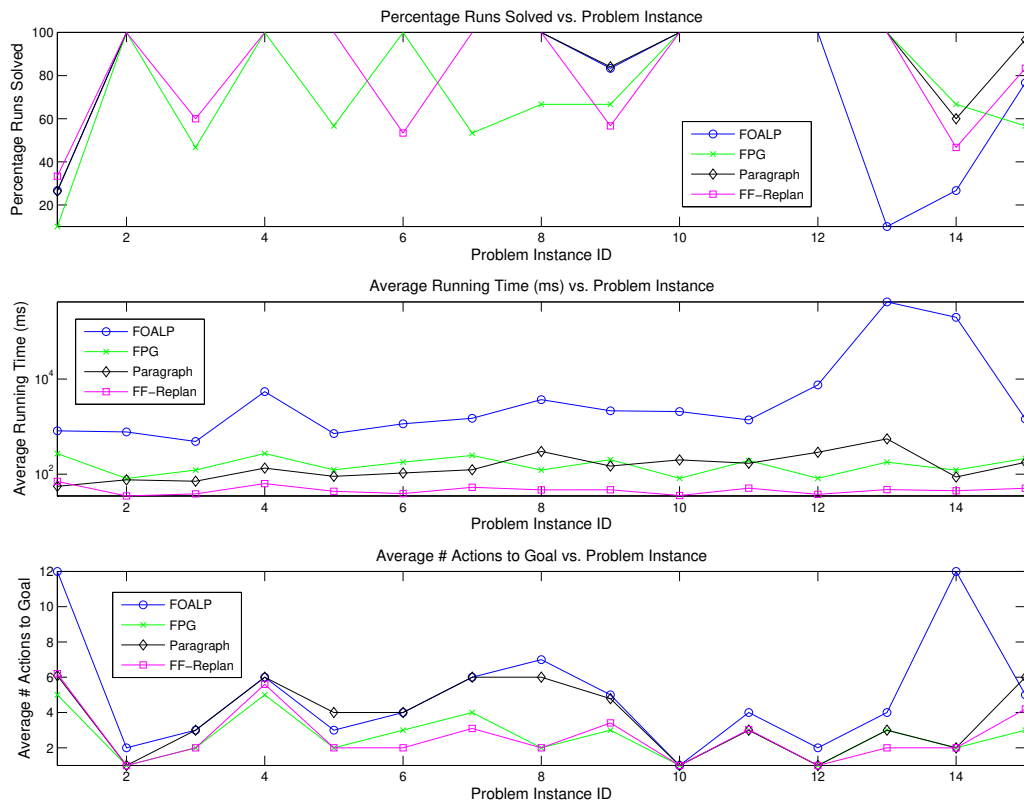 Percentage Runs Solved vs. Problem Instance
Percentage Runs Solved
100
80
60
40
20
FOALP
FPG
Paragraph
FF−Replan
2 4 6 8 10 12 14
Problem Instance ID
Average Running Time (ms) vs. Problem Instance
Average Running Time (ms)
10^4
10^2
FOALP
FPG
Paragraph
FF−Replan
2 4 6 8 10 12 14
Problem Instance ID
Average # Actions to Goal vs. Problem Instance
Average # Actions to Goal
12
10
8
6
4
2
FOALP
FPG
Paragraph
FF−Replan
2 4 6 8 10 12 14
Problem Instance ID